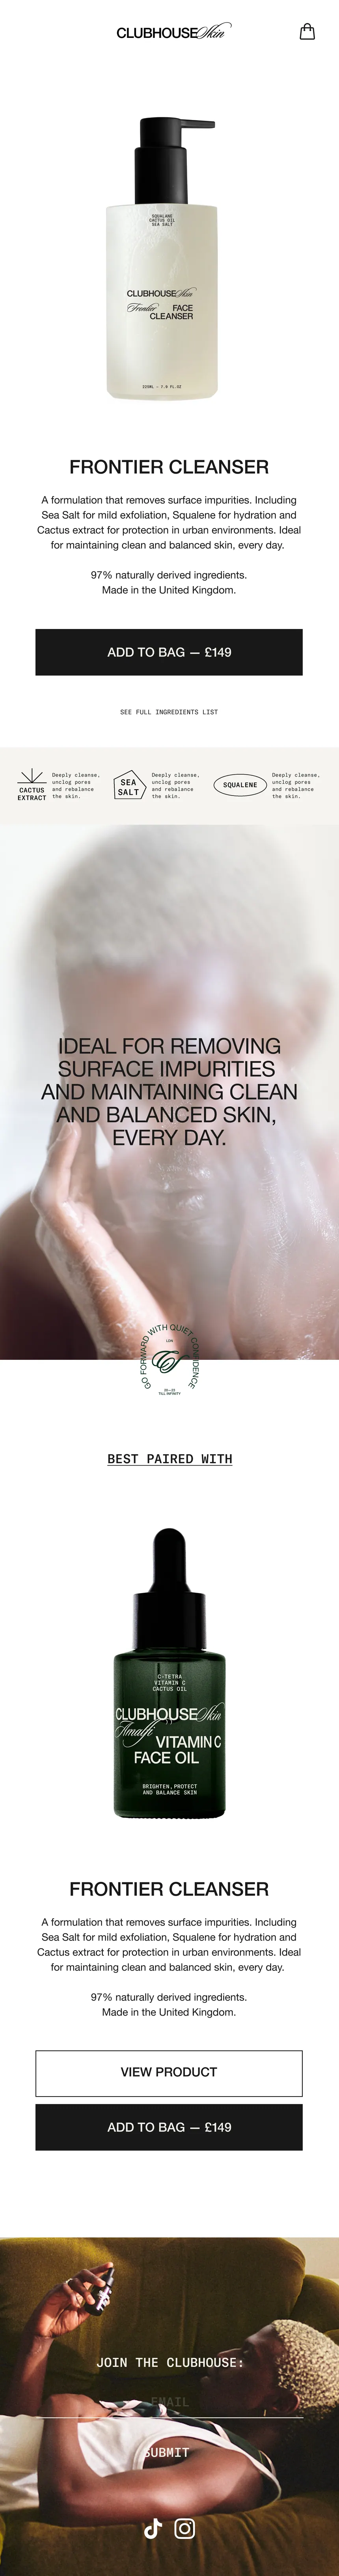 CLUBHOUSE Skin
SQUALANE
CACTUS OIL
SEA SALT
CLUBHOUSE Skin
Frontier FACE
CLEANSER
FRONTIER CLEANSER
A formulation that removes surface impurities. Including
Sea Salt for mild exfoliation, Squalene for hydration and
Cactus extract for protection in urban environments. Ideal
for maintaining clean and balanced skin, every day.
97% naturally derived ingredients.
Made in the United Kingdom.
ADD TO BAG — £149
SEE FULL INGREDIENTS LIST
CACTUS
EXTRACT
Deeply cleanse,
unclog pores
and rebalance
the skin.
SEA
SALT
Deeply cleanse,
unclog pores
and rebalance
the skin.
SQUALENE
Deeply cleanse,
unclog pores
and rebalance
the skin.
IDEAL FOR REMOVING
SURFACE IMPURITIES
AND MAINTAINING CLEAN
AND BALANCED SKIN,
EVERY DAY.
GO FORWARD WITH QUIET CONFIDENCE
TILL INFINITY
BEST PAIRED WITH
C-TETRA
VITAMIN C
CACTUS OIL
CLUBHOUSE Skin
Amalfi VITAMIN C
FACE OIL
BRIGHTEN, PROTECT
AND BALANCE SKIN
FRONTIER CLEANSER
A formulation that removes surface impurities. Including
Sea Salt for mild exfoliation, Squalene for hydration and
Cactus extract for protection in urban environments. Ideal
for maintaining clean and balanced skin, every day.
97% naturally derived ingredients.
Made in the United Kingdom.
VIEW PRODUCT
ADD TO BAG — £149
JOIN THE CLUBHOUSE:
EMAIL
SUBMIT